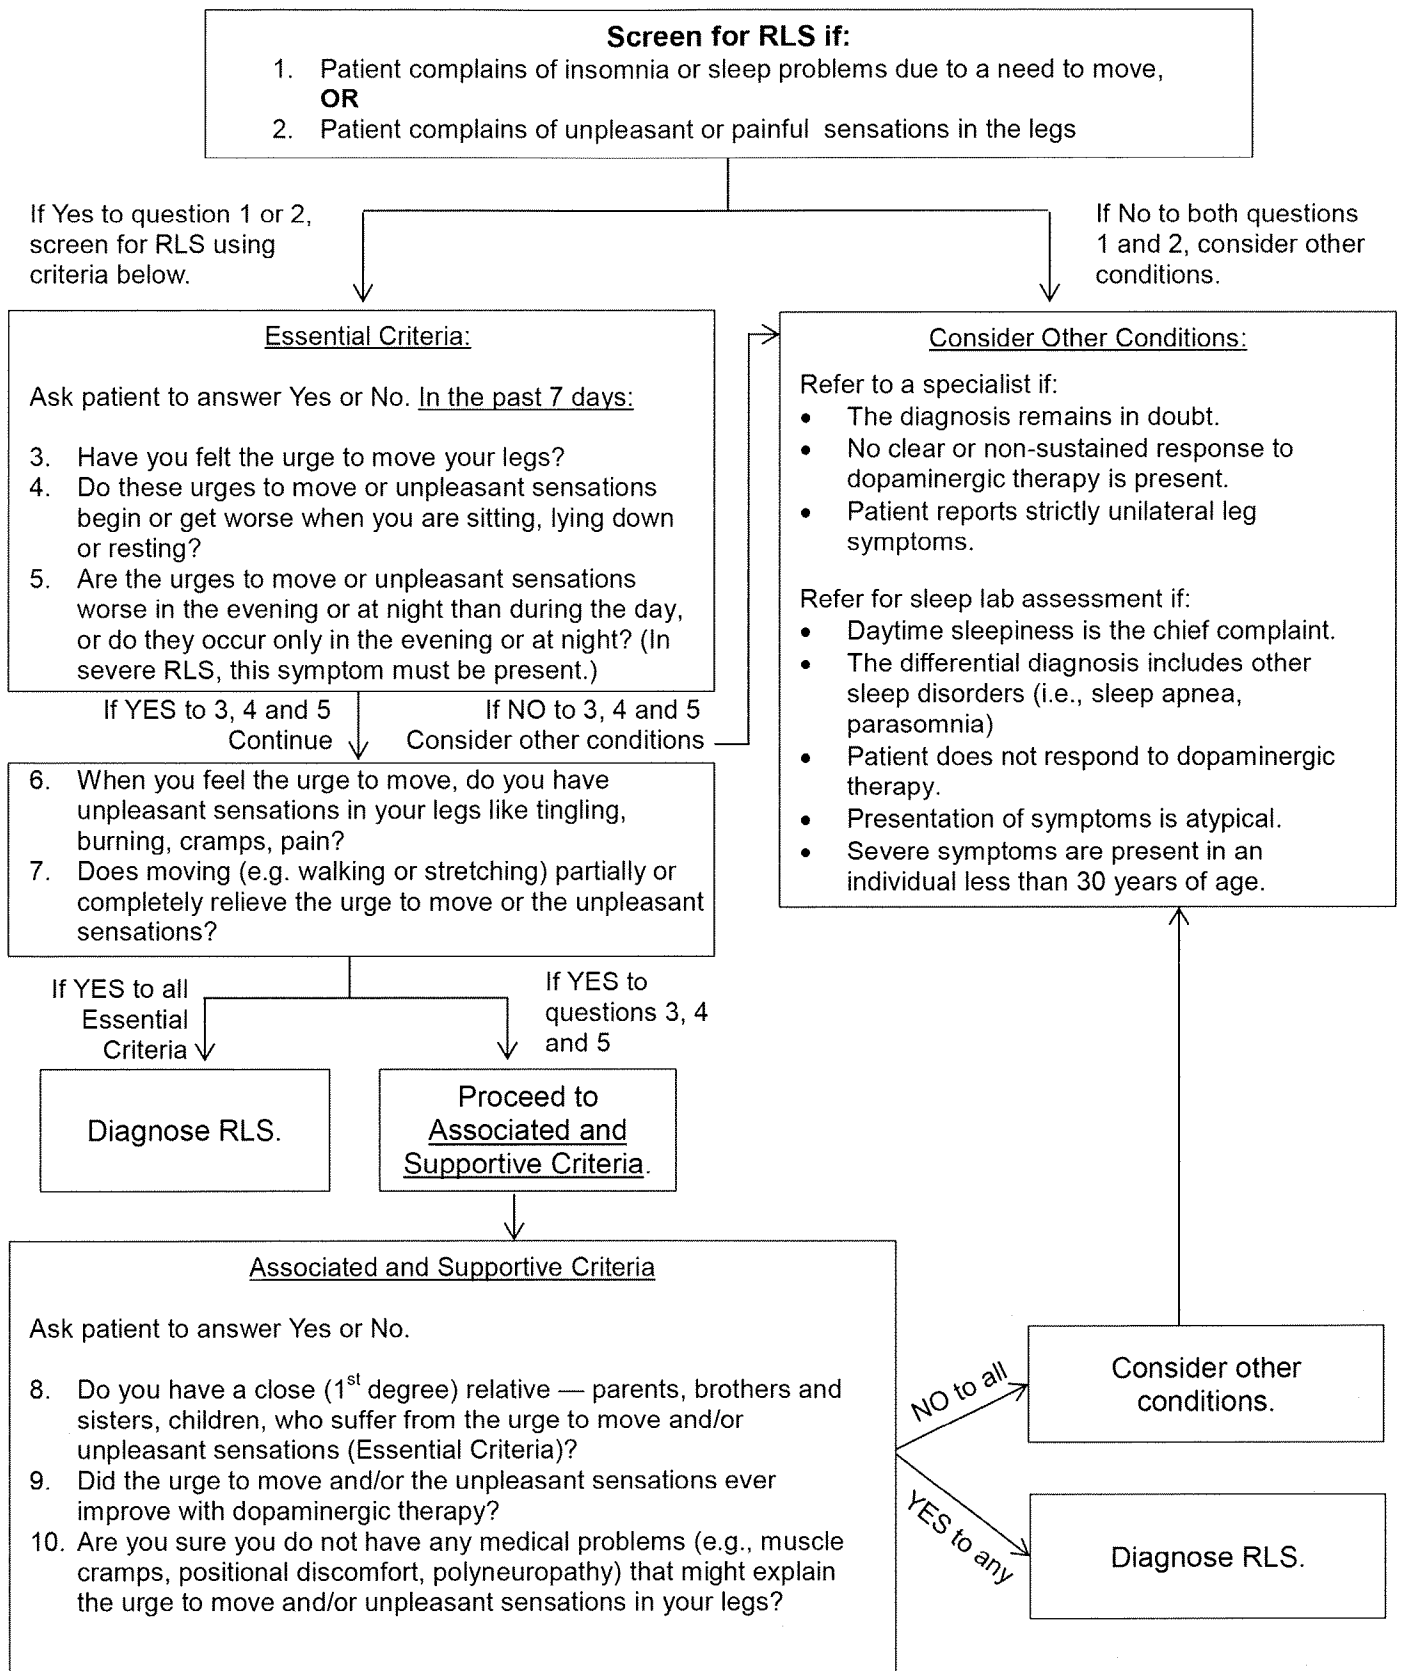 Screen for RLS if:
1. Patient complains of insomnia or sleep problems due to a need to move,
OR
2. Patient complains of unpleasant or painful sensations in the legs
If Yes to question 1 or 2,
screen for RLS using
criteria below.
If No to both questions
1 and 2, consider other
conditions.
Essential Criteria:
Ask patient to answer Yes or No. In the past 7 days:
3. Have you felt the urge to move your legs?
4. Do these urges to move or unpleasant sensations
begin or get worse when you are sitting, lying down
or resting?
5. Are the urges to move or unpleasant sensations
worse in the evening or at night than during the day,
or do they occur only in the evening or at night? (In
severe RLS, this symptom must be present.)
Consider Other Conditions:
Refer to a specialist if:
• The diagnosis remains in doubt.
• No clear or non-sustained response to
dopaminergic therapy is present.
• Patient reports strictly unilateral leg
symptoms.
Refer for sleep lab assessment if:
• Daytime sleepiness is the chief complaint.
• The differential diagnosis includes other
sleep disorders (i.e., sleep apnea,
parasomnia)
• Patient does not respond to dopaminergic
therapy.
• Presentation of symptoms is atypical.
• Severe symptoms are present in an
individual less than 30 years of age.
If YES to 3, 4 and 5
Continue
If NO to 3, 4 and 5
Consider other conditions
6. When you feel the urge to move, do you have
unpleasant sensations in your legs like tingling,
burning, cramps, pain?
7. Does moving (e.g. walking or stretching) partially or
completely relieve the urge to move or the unpleasant
sensations?
If YES to all
Essential
Criteria
If YES to
questions 3, 4
and 5
Diagnose RLS.
Proceed to
Associated and
Supportive Criteria.
Associated and Supportive Criteria
Ask patient to answer Yes or No.
8. Do you have a close (1st degree) relative — parents, brothers and
sisters, children, who suffer from the urge to move and/or
unpleasant sensations (Essential Criteria)?
9. Did the urge to move and/or the unpleasant sensations ever
improve with dopaminergic therapy?
10. Are you sure you do not have any medical problems (e.g., muscle
cramps, positional discomfort, polyneuropathy) that might explain
the urge to move and/or unpleasant sensations in your legs?
NO to all
Consider other
conditions.
YES to any
Diagnose RLS.